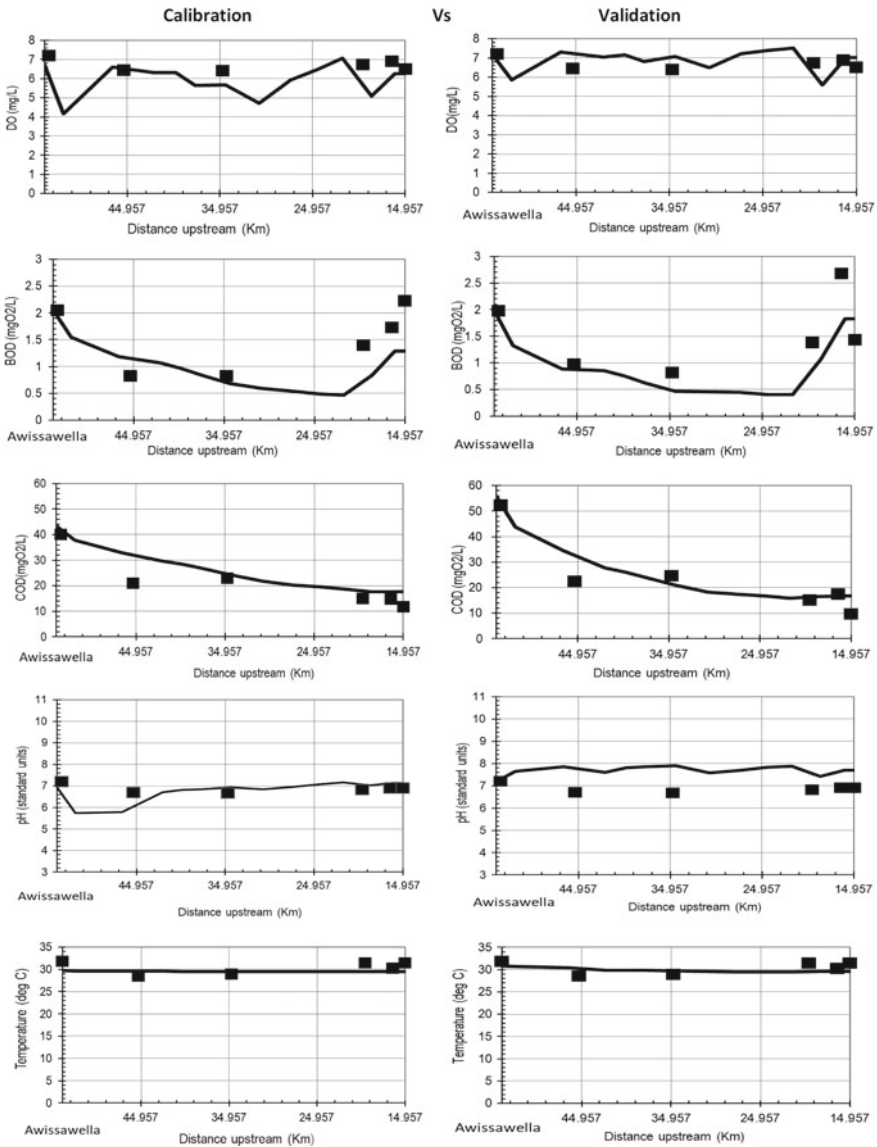 Calibration Vs Validation
DO (mg/L)
8
7
6
5
4
3
2
1
0
44.957 34.957 24.957 14.957
Distance upstream (Km)
DO(mg/L)
8
7
6
5
4
3
2
1
0
Awissawella 44.957 34.957 24.957 14.957
Distance upstream (Km)
BOD (mgO2/L)
3
2.5
2
1.5
1
0.5
0
Awissawella 44.957 34.957 24.957 14.957
Distance upstream (Km)
BOD (mgO2/L)
3
2.5
2
1.5
1
0.5
0
Awissawella 44.957 34.957 24.957 14.957
Distance upstream (Km)
COD(mgO2/L)
60
50
40
30
20
10
0
Awissawella 44.957 34.957 24.957 14.957
Distance upstream (Km)
COD (mgO2/L)
60
50
40
30
20
10
0
Awissawella 44.957 34.957 24.957 14.957
Distance upstream (Km)
pH (standard units)
11
10
9
8
7
6
5
4
3
Awissawella 44.957 34.957 24.957 14.957
Distance upstream (Km)
pH (standard units)
11
10
9
8
7
6
5
4
3
Awissawella 44.957 34.957 24.957 14.957
Distance upstream (Km)
Temperature (deg C)
35
30
25
20
15
10
5
0
Awissawella 44.957 34.957 24.957 14.957
Distance upstream (Km)
Temperature (deg C)
35
30
25
20
15
10
5
0
Awissawella 44.957 34.957 24.957 14.957
Distance upstream (Km)